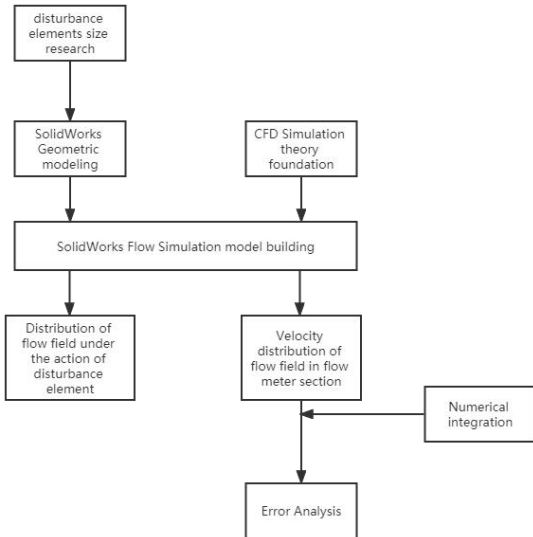 disturbance
elements size
research
SolidWorks
Geometric
modeling
CFD Simulation
theory
foundation
SolidWorks Flow Simulation model building
Distribution of
flow field under
the action of
disturbance
element
Velocity
distribution of
flow field in flow
meter section
Numerical
integration
Error Analysis